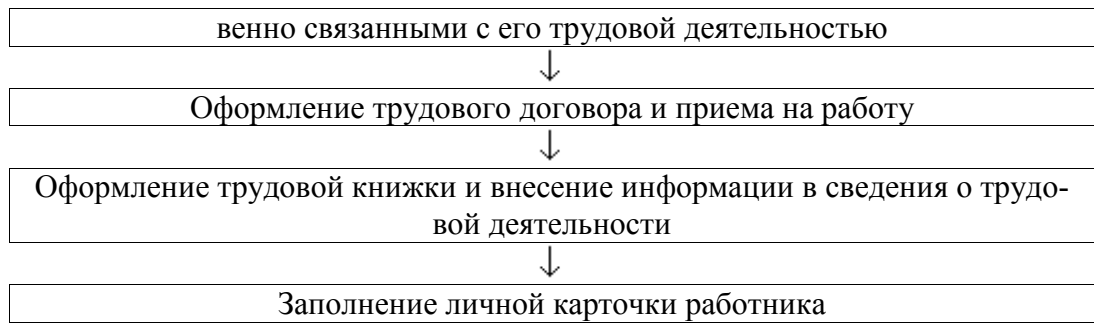 венно связанными с его трудовой деятельностью
↓
Оформление трудового договора и приема на работу
↓
Оформление трудовой книжки и внесение информации в сведения о трудо-
вой деятельности
↓
Заполнение личной карточки работника